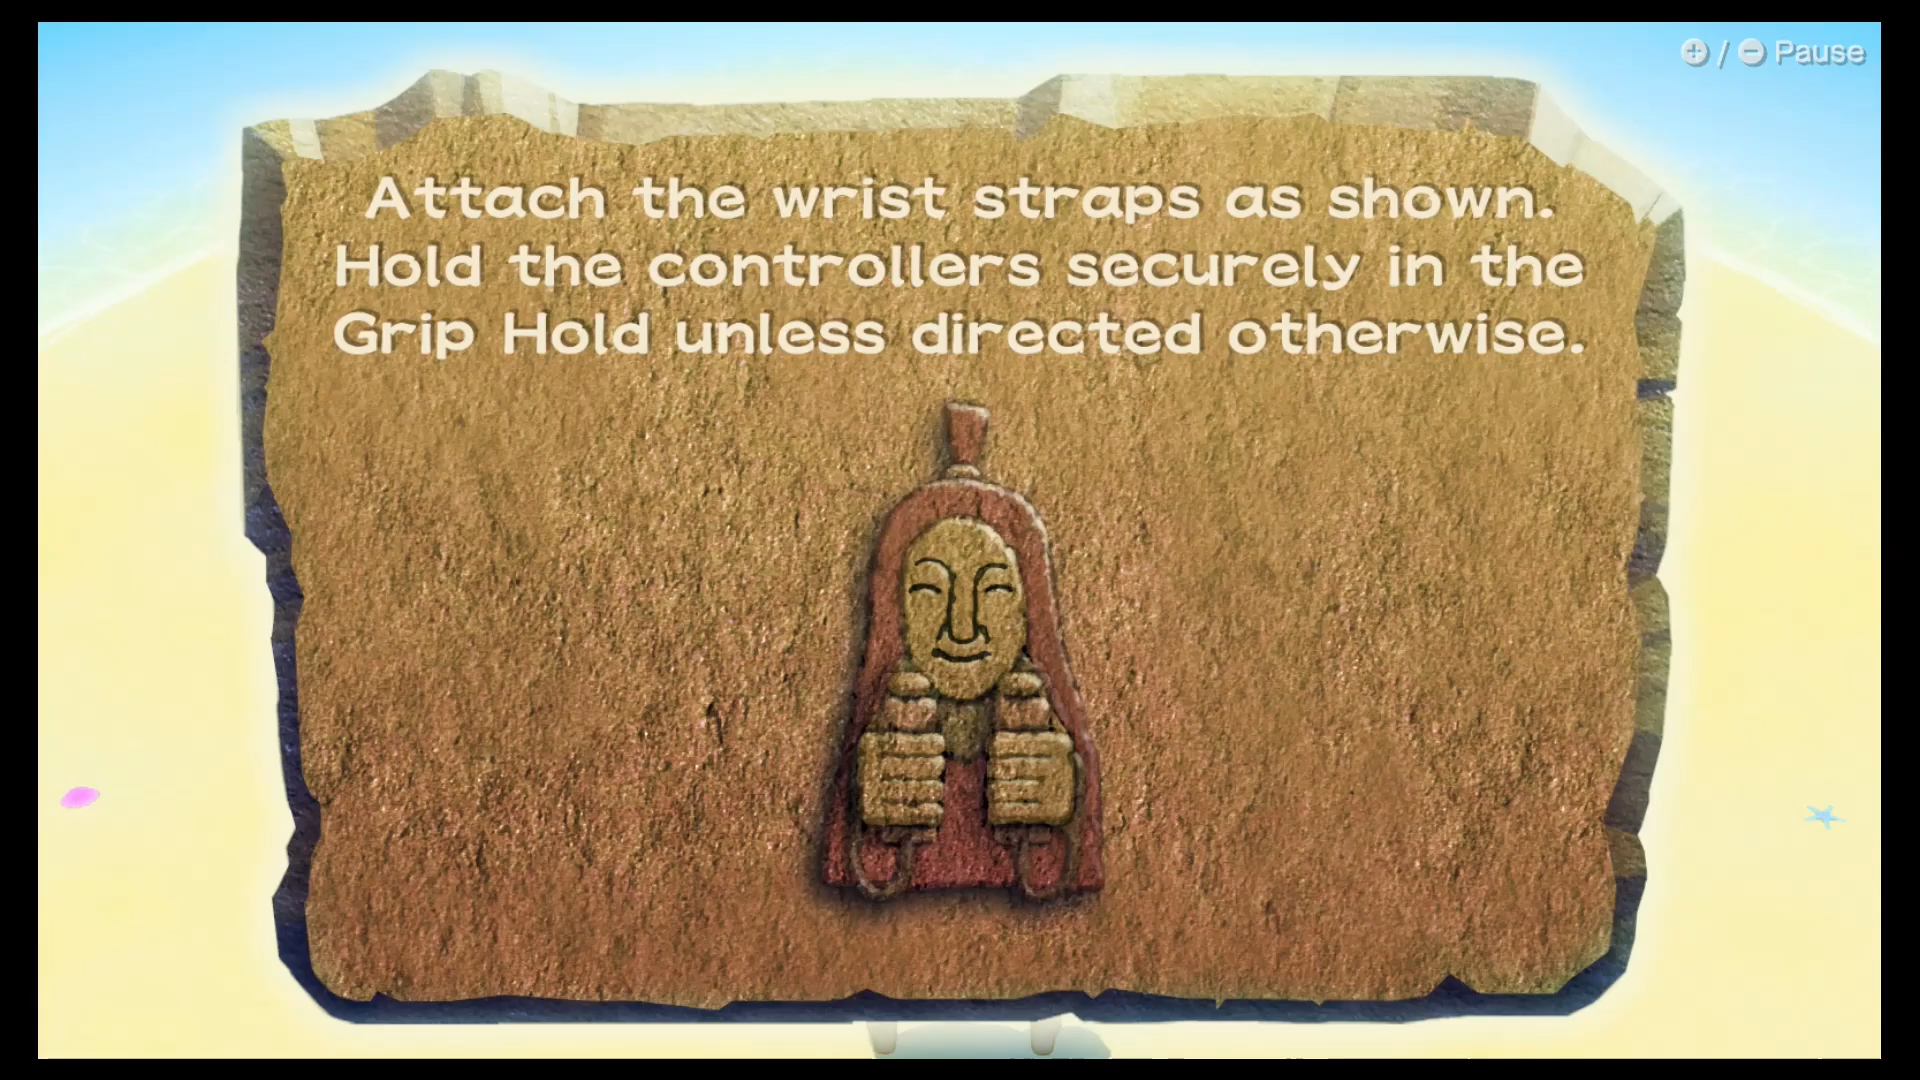 + / - Pause
Attach the wrist straps as shown.
Hold the controllers securely in the
Grip Hold unless directed otherwise.